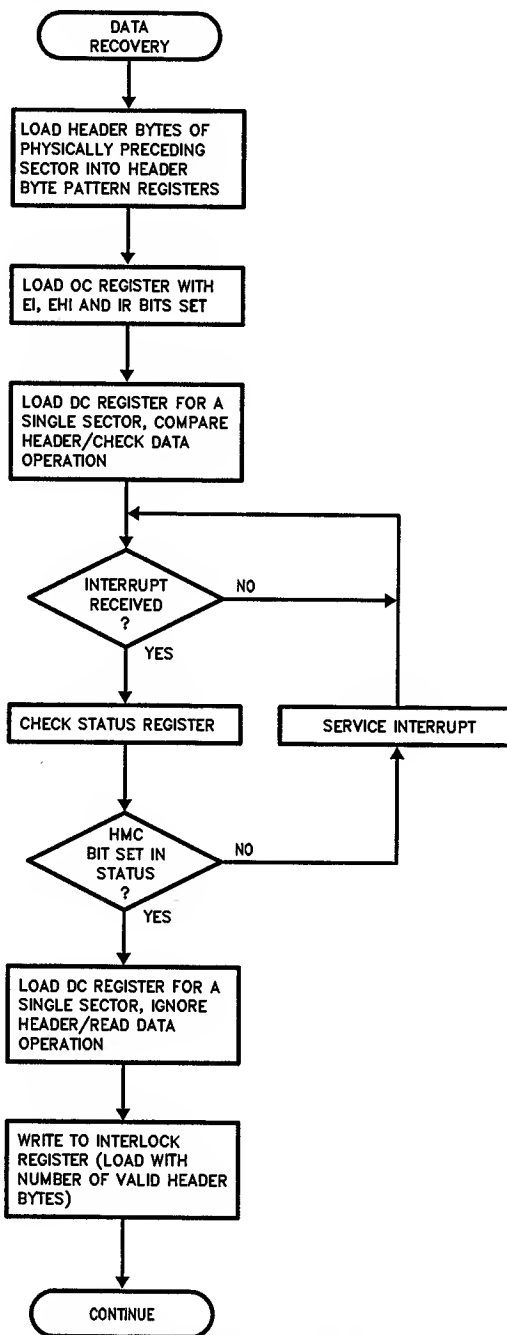 DATA
RECOVERY
LOAD HEADER BYTES OF
PHYSICALLY PRECEDING
SECTOR INTO HEADER
BYTE PATTERN REGISTERS
LOAD OC REGISTER WITH
EI, EHI AND IR BITS SET
LOAD DC REGISTER FOR A
SINGLE SECTOR, COMPARE
HEADER/CHECK DATA
OPERATION
INTERRUPT
RECEIVED
?
NO
YES
CHECK STATUS REGISTER
SERVICE INTERRUPT
HMC
BIT SET IN
STATUS
?
NO
YES
LOAD DC REGISTER FOR A
SINGLE SECTOR, IGNORE
HEADER/READ DATA
OPERATION
WRITE TO INTERLOCK
REGISTER (LOAD WITH
NUMBER OF VALID HEADER
BYTES)
CONTINUE